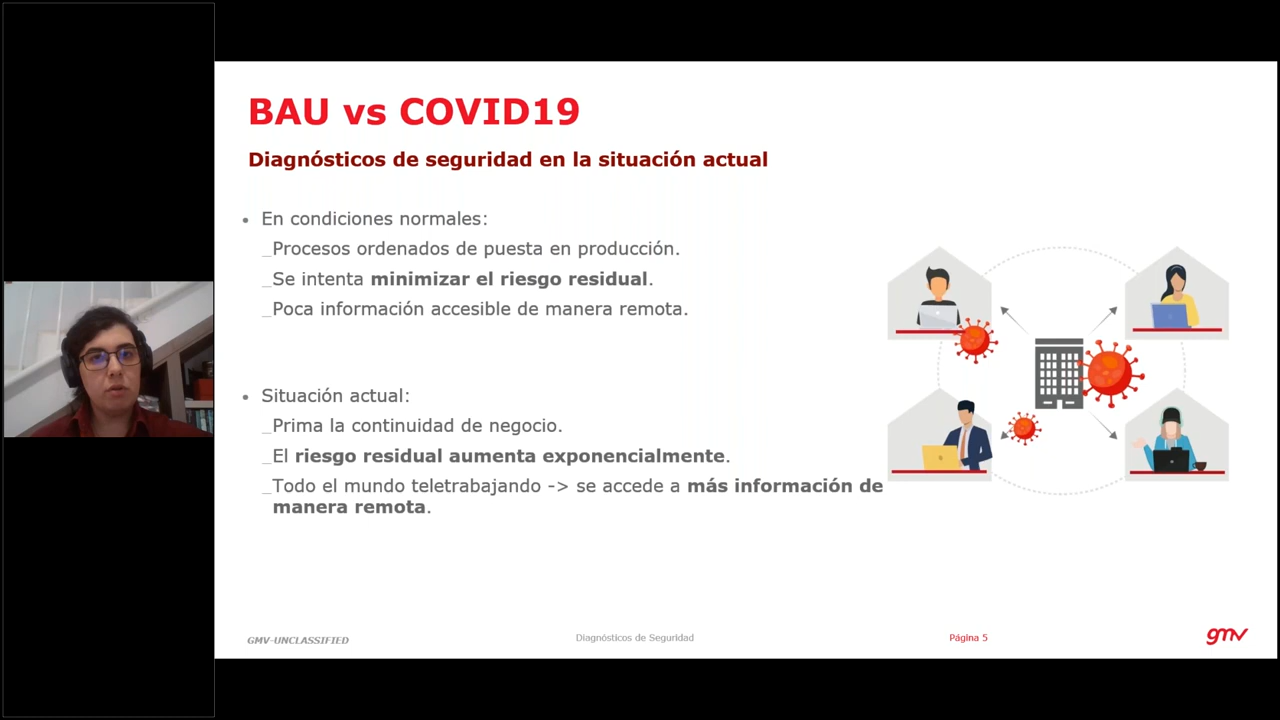 BAU vs COVID19
Diagnósticos de seguridad en la situación actual
• En condiciones normales:
_Procesos ordenados de puesta en producción.
_Se intenta minimizar el riesgo residual.
_Poca información accesible de manera remota.
• Situación actual:
_Prima la continuidad de negocio.
_El riesgo residual aumenta exponencialmente.
_Todo el mundo teletrabajando -> se accede a más información de
manera remota.
GMV-UNCLASSIFIED
Diagnósticos de Seguridad
Página 5
gmv